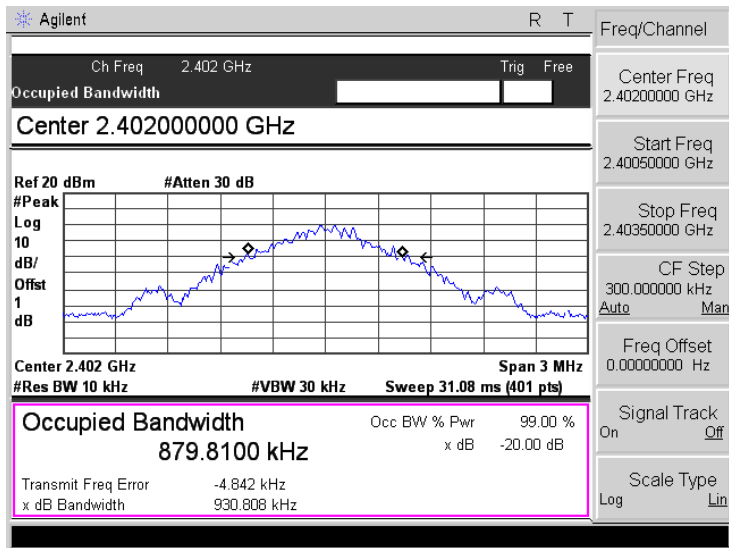 Agilent R T
Ch Freq 2.402 GHz Trig Free
Occupied Bandwidth
Center 2.402000000 GHz
Ref 20 dBm #Atten 30 dB
#Peak
Log
10
dB/
Offst
1
dB
Center 2.402 GHz Span 3 MHz
#Res BW 10 kHz #VBW 30 kHz Sweep 31.08 ms (401 pts)
Occupied Bandwidth Occ BW % Pwr 99.00 %
879.8100 kHz x dB -20.00 dB
Transmit Freq Error -4.842 kHz
x dB Bandwidth 930.808 kHz
Freq/Channel
Center Freq
2.40200000 GHz
Start Freq
2.40050000 GHz
Stop Freq
2.40350000 GHz
CF Step
300.000000 kHz
Auto Man
Freq Offset
0.00000000 Hz
Signal Track
On Off
Scale Type
Log Lin